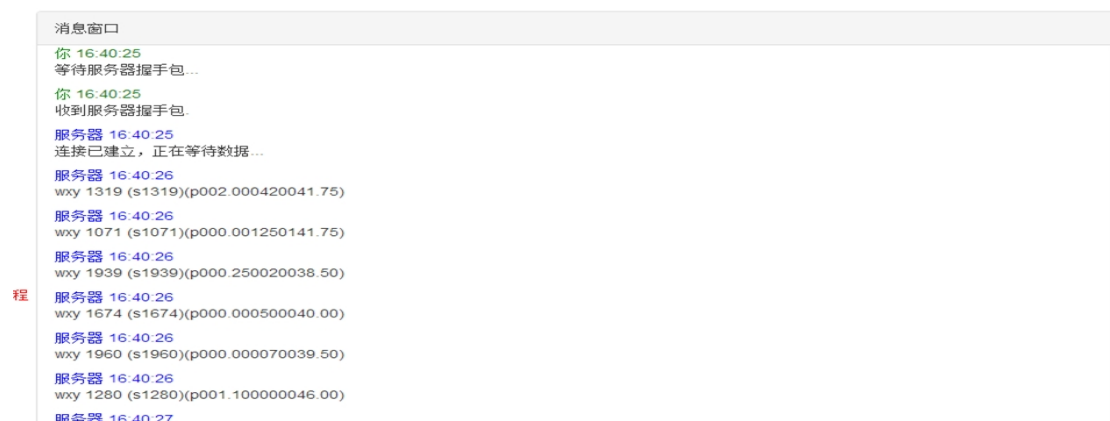 消息窗口
你 16:40:25
等待服务器握手包...
你 16:40:25
收到服务器握手包.
服务器 16:40:25
连接已建立，正在等待数据...
服务器 16:40:26
wxy 1319 (s1319)(p002.000420041.75)
服务器 16:40:26
wxy 1071 (s1071)(p000.001250141.75)
服务器 16:40:26
wxy 1939 (s1939)(p000.250020038.50)
程
服务器 16:40:26
wxy 1674 (s1674)(p000.000500040.00)
服务器 16:40:26
wxy 1960 (s1960)(p000.000070039.50)
服务器 16:40:26
wxy 1280 (s1280)(p001.100000046.00)
服务器 16:40:27